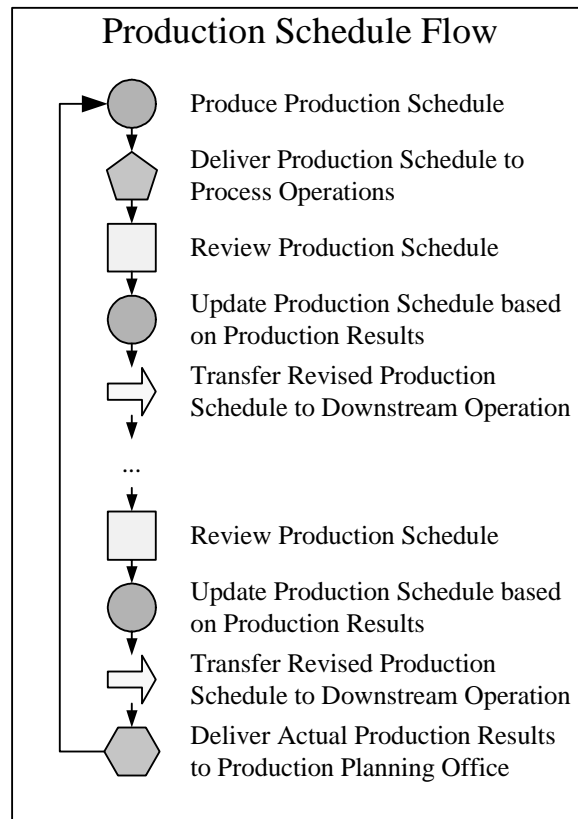 Production Schedule Flow
Produce Production Schedule
Deliver Production Schedule to
Process Operations
Review Production Schedule
Update Production Schedule based
on Production Results
Transfer Revised Production
Schedule to Downstream Operation
...
Review Production Schedule
Update Production Schedule based
on Production Results
Transfer Revised Production
Schedule to Downstream Operation
Deliver Actual Production Results
to Production Planning Office